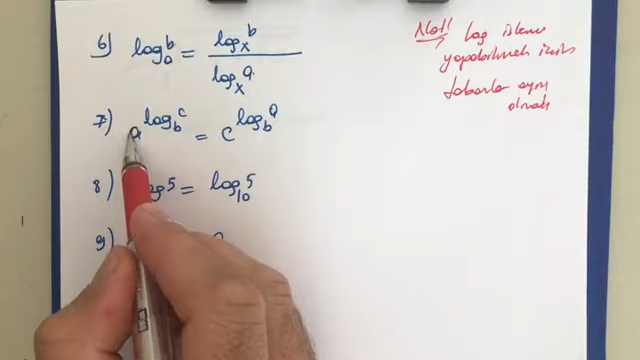 6) log_a^b = log_x^b / log_x^a
7) a^log_b^c = c^log_b^a
8) log 5 = log_10^5
9)
Not!! log işlemi
yapabilmek için
tabanlar aynı
olmalı